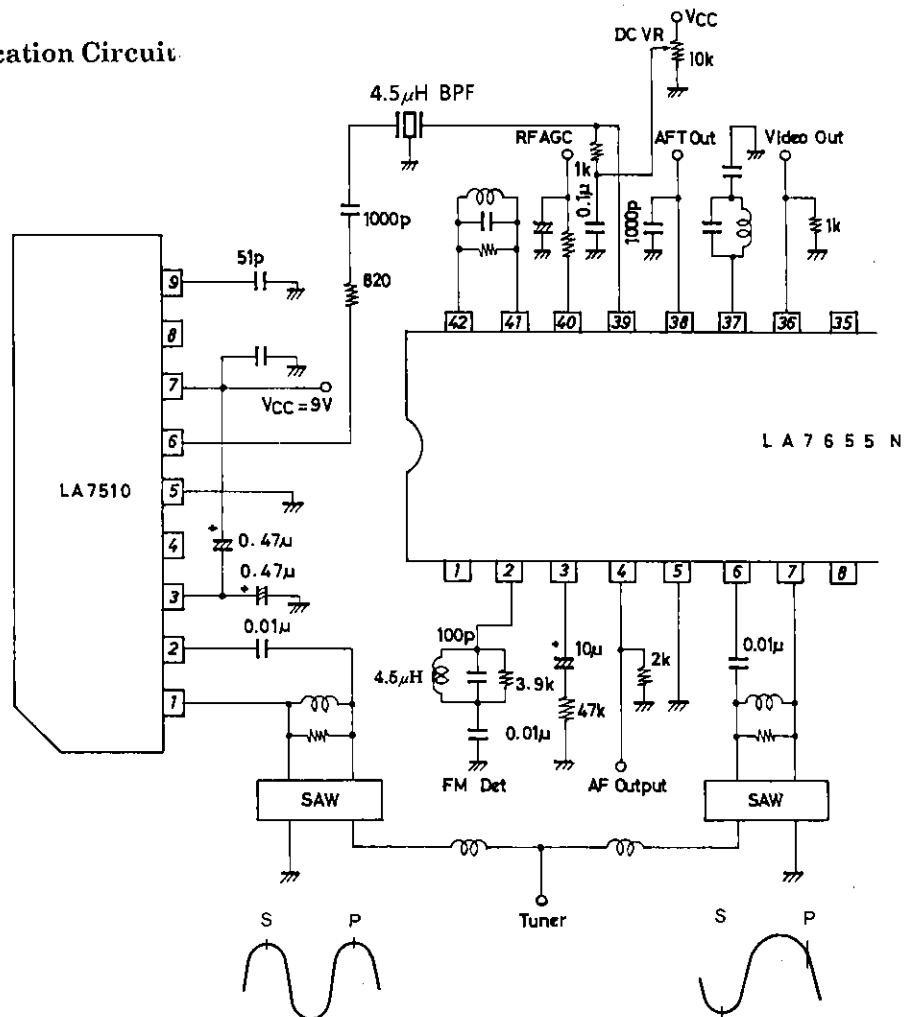 cation Circuit
VCC
DC VR
10k
4.5μH BPF
RFAGC
AFT Out
Video Out
1k
0.1μ
1000p
1k
1000p
820
51p
9
8
7
6
5
4
3
2
1
LA7510
VCC=9V
+
0.47μ
0.47μ
+
0.01μ
42
41
40
39
38
37
36
35
LA7655N
1
2
3
4
5
6
7
8
100p
4.5μH
3.9k
0.01μ
FM Det
+
10μ
47k
2k
AF Output
0.01μ
SAW
SAW
Tuner
S
P
S
P